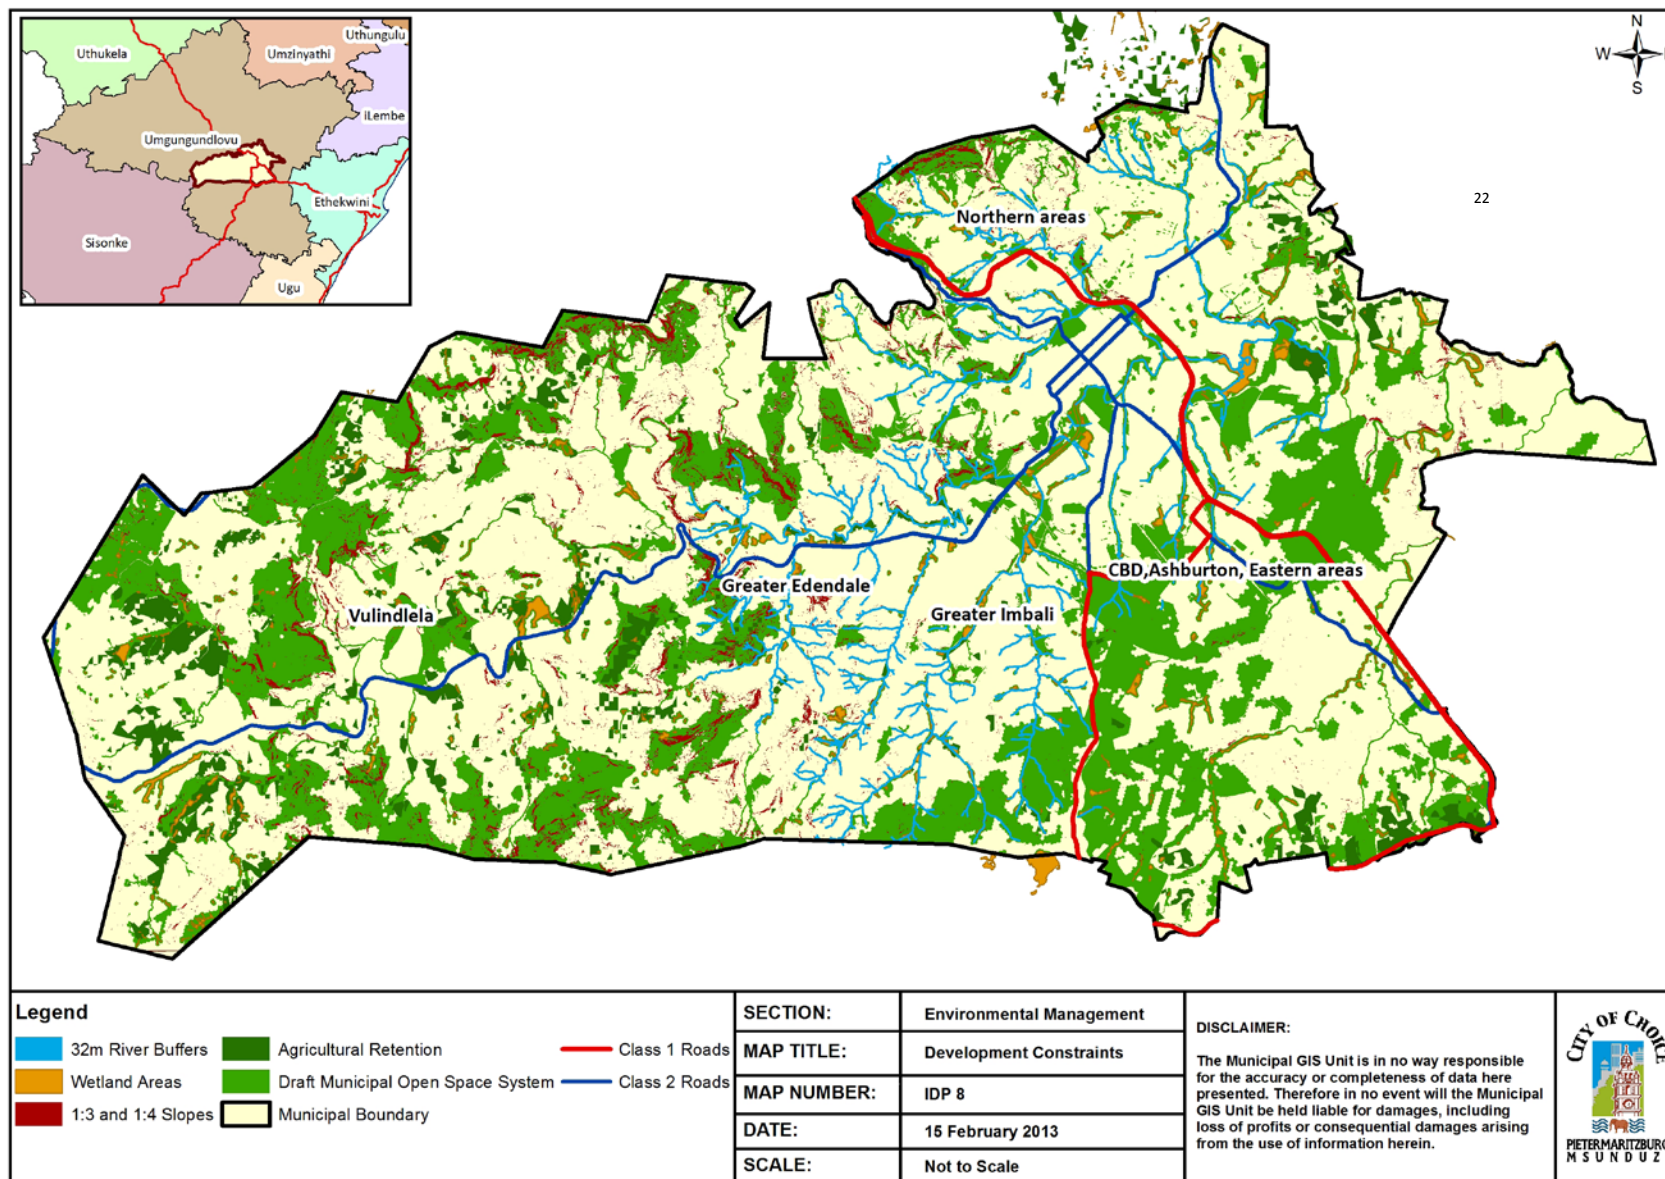 Uthungulu
Uthukela
Umzinyathi
iLembe
Umgungundlovu
Ethekwini
Sisonke
Ugu
N
W
S
22
Northern areas
CBD,Ashburton, Eastern areas
Greater Edendale
Vulindlela
Greater Imbali
Legend
32m River Buffers
Wetland Areas
1:3 and 1:4 Slopes
Agricultural Retention
Draft Municipal Open Space System
Municipal Boundary
Class 1 Roads
Class 2 Roads
SECTION: Environmental Management
MAP TITLE: Development Constraints
MAP NUMBER: IDP 8
DATE: 15 February 2013
SCALE: Not to Scale
DISCLAIMER:
The Municipal GIS Unit is in no way responsible
for the accuracy or completeness of data here
presented. Therefore in no event will the Municipal
GIS Unit be held liable for damages, including
loss of profits or consequential damages arising
from the use of information herein.
CITY OF CHOICE
PIETERMARITZBURG
MSUNDUZ